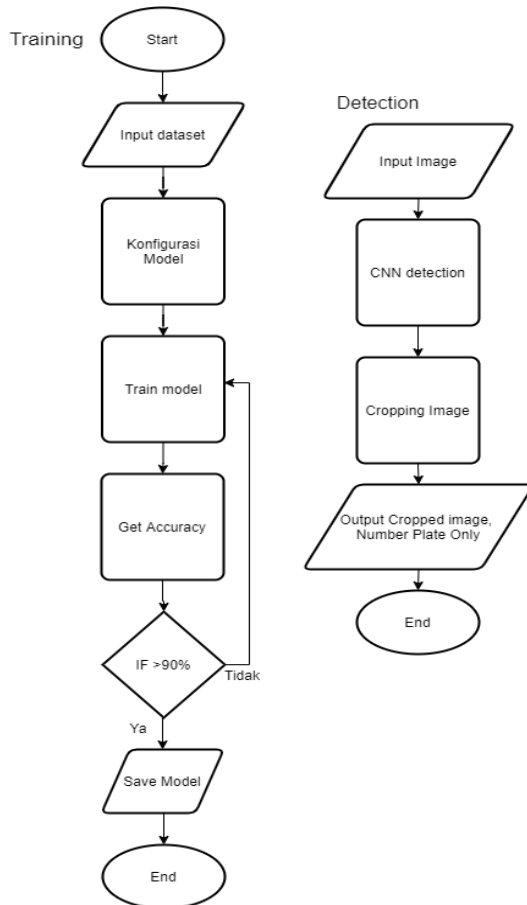 Training
Start
Input dataset
Konfigurasi
Model
Train model
Get Accuracy
IF >90%
Tidak
Ya
Save Model
End
Detection
Input Image
CNN detection
Cropping Image
Output Cropped image,
Number Plate Only
End